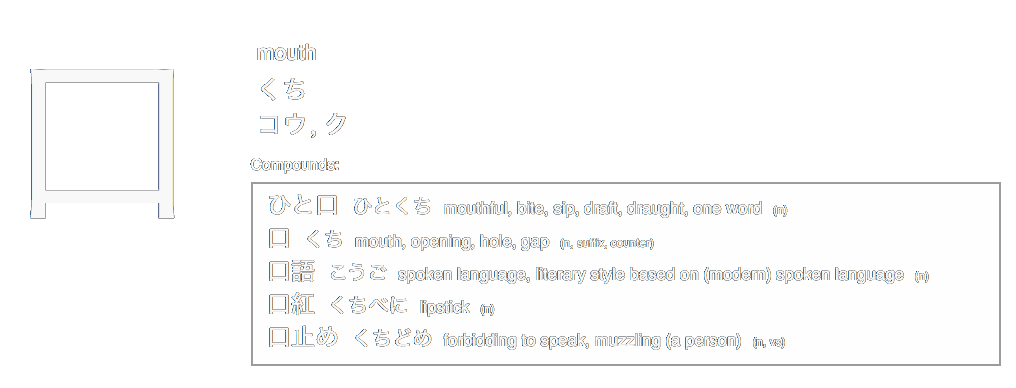 口
mouth
くち
コウ, ク
Compounds:
ひと口 ひとくち mouthful, bite, sip, draft, draught, one word (n)
口 くち mouth, opening, hole, gap (n, suffix, counter)
口語 こうご spoken language, literary style based on (modern) spoken language (n)
口紅 くちべに lipstick (n)
口止め くちどめ forbidding to speak, muzzling (a person) (n, vs)